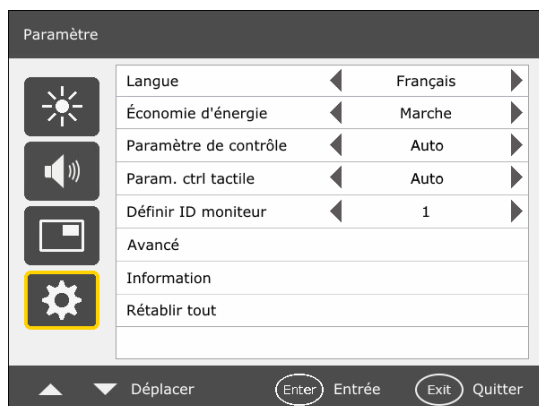 Paramètre
Langue Français
Économie d'énergie Marche
Paramètre de contrôle Auto
Param. ctrl tactile Auto
Définir ID moniteur 1
Avancé
Information
Rétablir tout
Déplacer Enter Entrée Exit Quitter